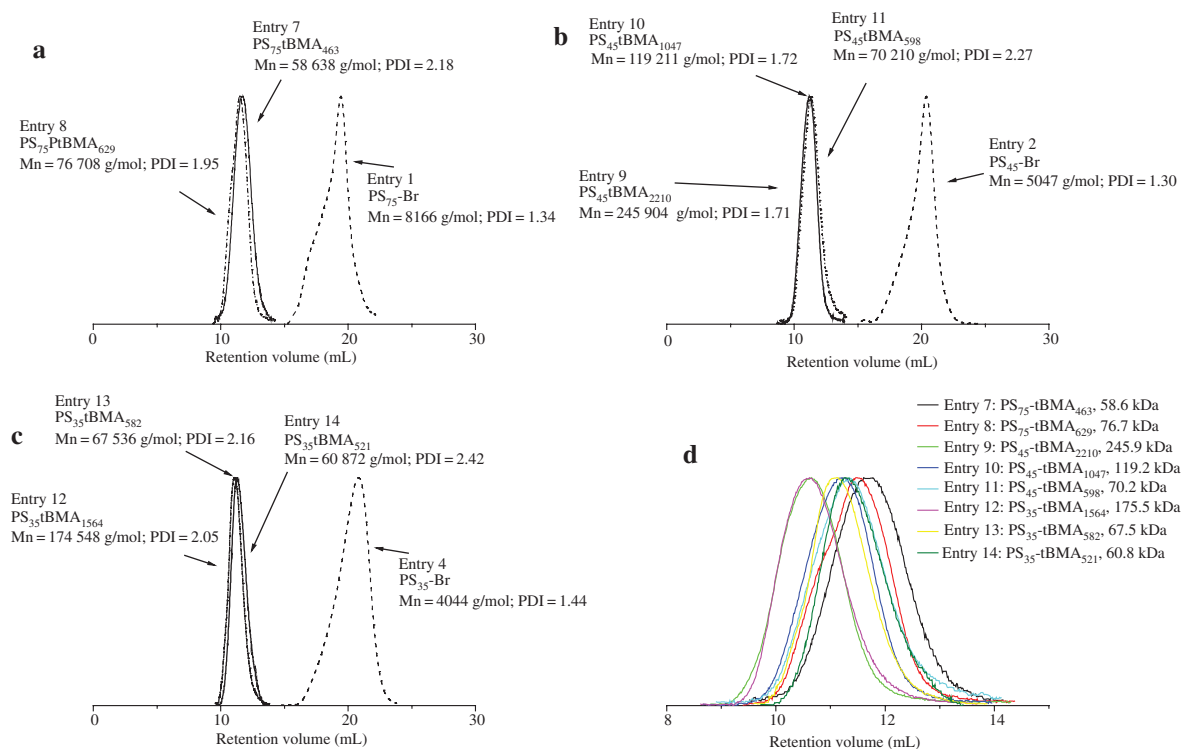 a
Entry 7
PS75tBMA463
Mn = 58 638 g/mol; PDI = 2.18
Entry 8
PS75PtBMA629
Mn = 76 708 g/mol; PDI = 1.95
Entry 1
PS75-Br
Mn = 8166 g/mol; PDI = 1.34
0 10 20 30
Retention volume (mL)
b
Entry 10
PS45tBMA1047
Mn = 119 211 g/mol; PDI = 1.72
Entry 11
PS45tBMA598
Mn = 70 210 g/mol; PDI = 2.27
Entry 9
PS45tBMA2210
Mn = 245 904 g/mol; PDI = 1.71
Entry 2
PS45-Br
Mn = 5047 g/mol; PDI = 1.30
0 10 20 30
Retention volume (mL)
c
Entry 13
PS35tBMA582
Mn = 67 536 g/mol; PDI = 2.16
Entry 14
PS35tBMA521
Mn = 60 872 g/mol; PDI = 2.42
Entry 12
PS35tBMA1564
Mn = 174 548 g/mol; PDI = 2.05
Entry 4
PS35-Br
Mn = 4044 g/mol; PDI = 1.44
0 10 20 30
Retention volume (mL)
d
Entry 7: PS75-tBMA463, 58.6 kDa
Entry 8: PS75-tBMA629, 76.7 kDa
Entry 9: PS45-tBMA2210, 245.9 kDa
Entry 10: PS45-tBMA1047, 119.2 kDa
Entry 11: PS45-tBMA598, 70.2 kDa
Entry 12: PS35-tBMA1564, 175.5 kDa
Entry 13: PS35-tBMA582, 67.5 kDa
Entry 14: PS35-tBMA521, 60.8 kDa
8 10 12 14
Retention volume (mL)